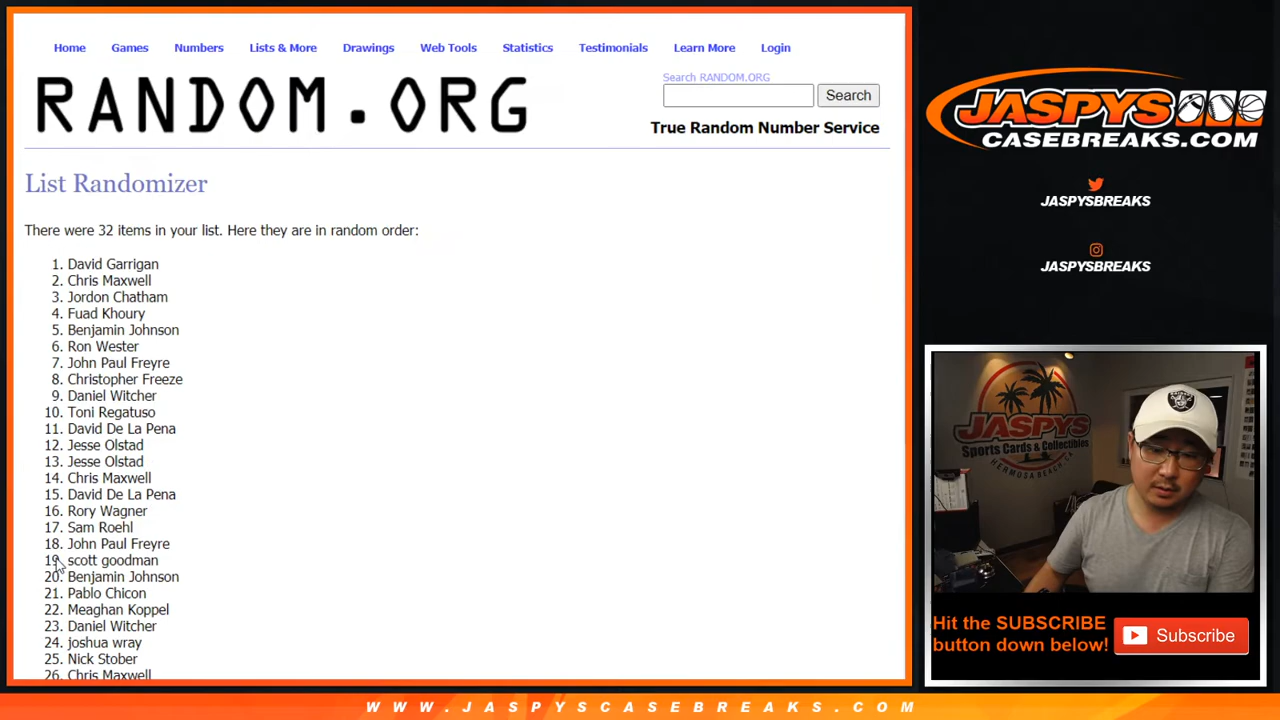 Home Games Numbers Lists & More Drawings Web Tools Statistics Testimonials Learn More Login
RANDOM.ORG
Search RANDOM.ORG
Search
True Random Number Service
List Randomizer
There were 32 items in your list. Here they are in random order:
1. David Garrigan
2. Chris Maxwell
3. Jordon Chatham
4. Fuad Khoury
5. Benjamin Johnson
6. Ron Wester
7. John Paul Freyre
8. Christopher Freeze
9. Daniel Witcher
10. Toni Regatuso
11. David De La Pena
12. Jesse Olstad
13. Jesse Olstad
14. Chris Maxwell
15. David De La Pena
16. Rory Wagner
17. Sam Roehl
18. John Paul Freyre
19. scott goodman
20. Benjamin Johnson
21. Pablo Chicon
22. Meaghan Koppel
23. Daniel Witcher
24. joshua wray
25. Nick Stober
26. Chris Maxwell
JASPYS
CASEBREAKS.COM
JASPYSBREAKS
JASPYSBREAKS
JASPYS
Sports Cards & Collectibles
HERMOSA BEACH, CA
Hit the SUBSCRIBE
button down below!
Subscribe
WWW.JASPYSCASEBREAKS.COM